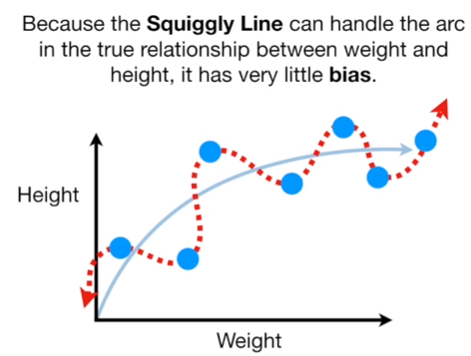 Because the Squiggly Line can handle the arc
in the true relationship between weight and
height, it has very little bias.
Height
Weight